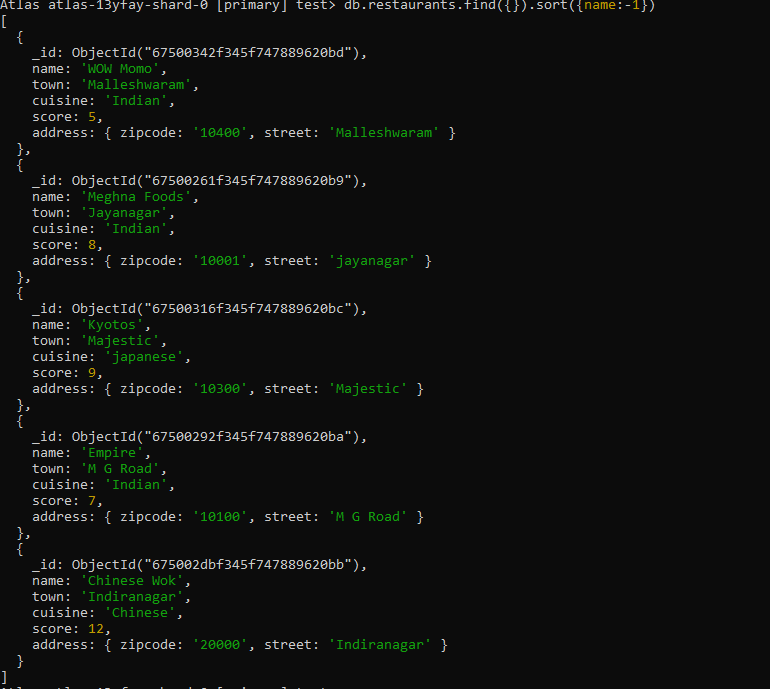 Atlas atlas-13yfay-shard-0 [primary] test> db.restaurants.find({}).sort({name:-1})
[
  {
    _id: ObjectId("67500342f345f747889620bd"),
    name: 'WOW Momo',
    town: 'Malleshwaram',
    cuisine: 'Indian',
    score: 5,
    address: { zipcode: '10400', street: 'Malleshwaram' }
  },
  {
    _id: ObjectId("67500261f345f747889620b9"),
    name: 'Meghna Foods',
    town: 'Jayanagar',
    cuisine: 'Indian',
    score: 8,
    address: { zipcode: '10001', street: 'jayanagar' }
  },
  {
    _id: ObjectId("67500316f345f747889620bc"),
    name: 'Kyotos',
    town: 'Majestic',
    cuisine: 'japanese',
    score: 9,
    address: { zipcode: '10300', street: 'Majestic' }
  },
  {
    _id: ObjectId("67500292f345f747889620ba"),
    name: 'Empire',
    town: 'M G Road',
    cuisine: 'Indian',
    score: 7,
    address: { zipcode: '10100', street: 'M G Road' }
  },
  {
    _id: ObjectId("675002dbf345f747889620bb"),
    name: 'Chinese Wok',
    town: 'Indiranagar',
    cuisine: 'Chinese',
    score: 12,
    address: { zipcode: '20000', street: 'Indiranagar' }
  }
]